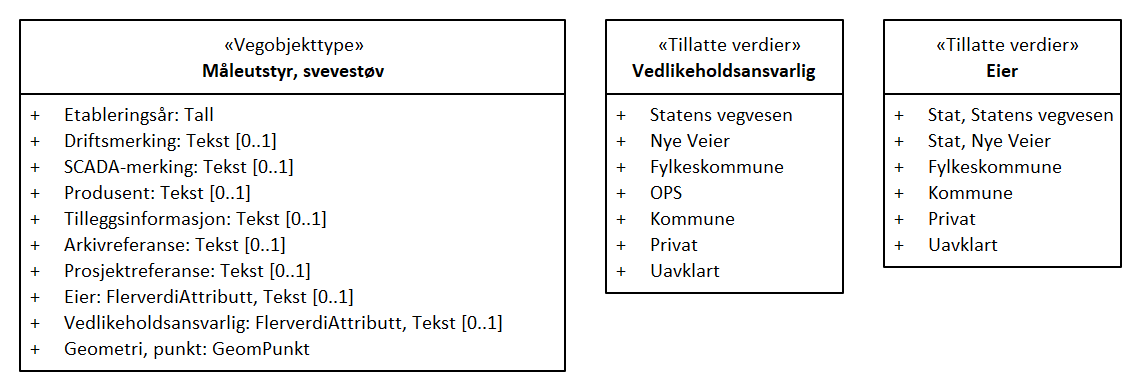 «Vegobjekttype»
Måleutstyr, svevestøv
+ Etableringsår: Tall
+ Driftsmerking: Tekst [0..1]
+ SCADA-merking: Tekst [0..1]
+ Produsent: Tekst [0..1]
+ Tilleggsinformasjon: Tekst [0..1]
+ Arkivreferanse: Tekst [0..1]
+ Prosjektreferanse: Tekst [0..1]
+ Eier: FlerverdiAttributt, Tekst [0..1]
+ Vedlikeholdsansvarlig: FlerverdiAttributt, Tekst [0..1]
+ Geometri, punkt: GeomPunkt
«Tillatte verdier»
Vedlikeholdsansvarlig
+ Statens vegvesen
+ Nye Veier
+ Fylkeskommune
+ OPS
+ Kommune
+ Privat
+ Uavklart
«Tillatte verdier»
Eier
+ Stat, Statens vegvesen
+ Stat, Nye Veier
+ Fylkeskommune
+ Kommune
+ Privat
+ Uavklart